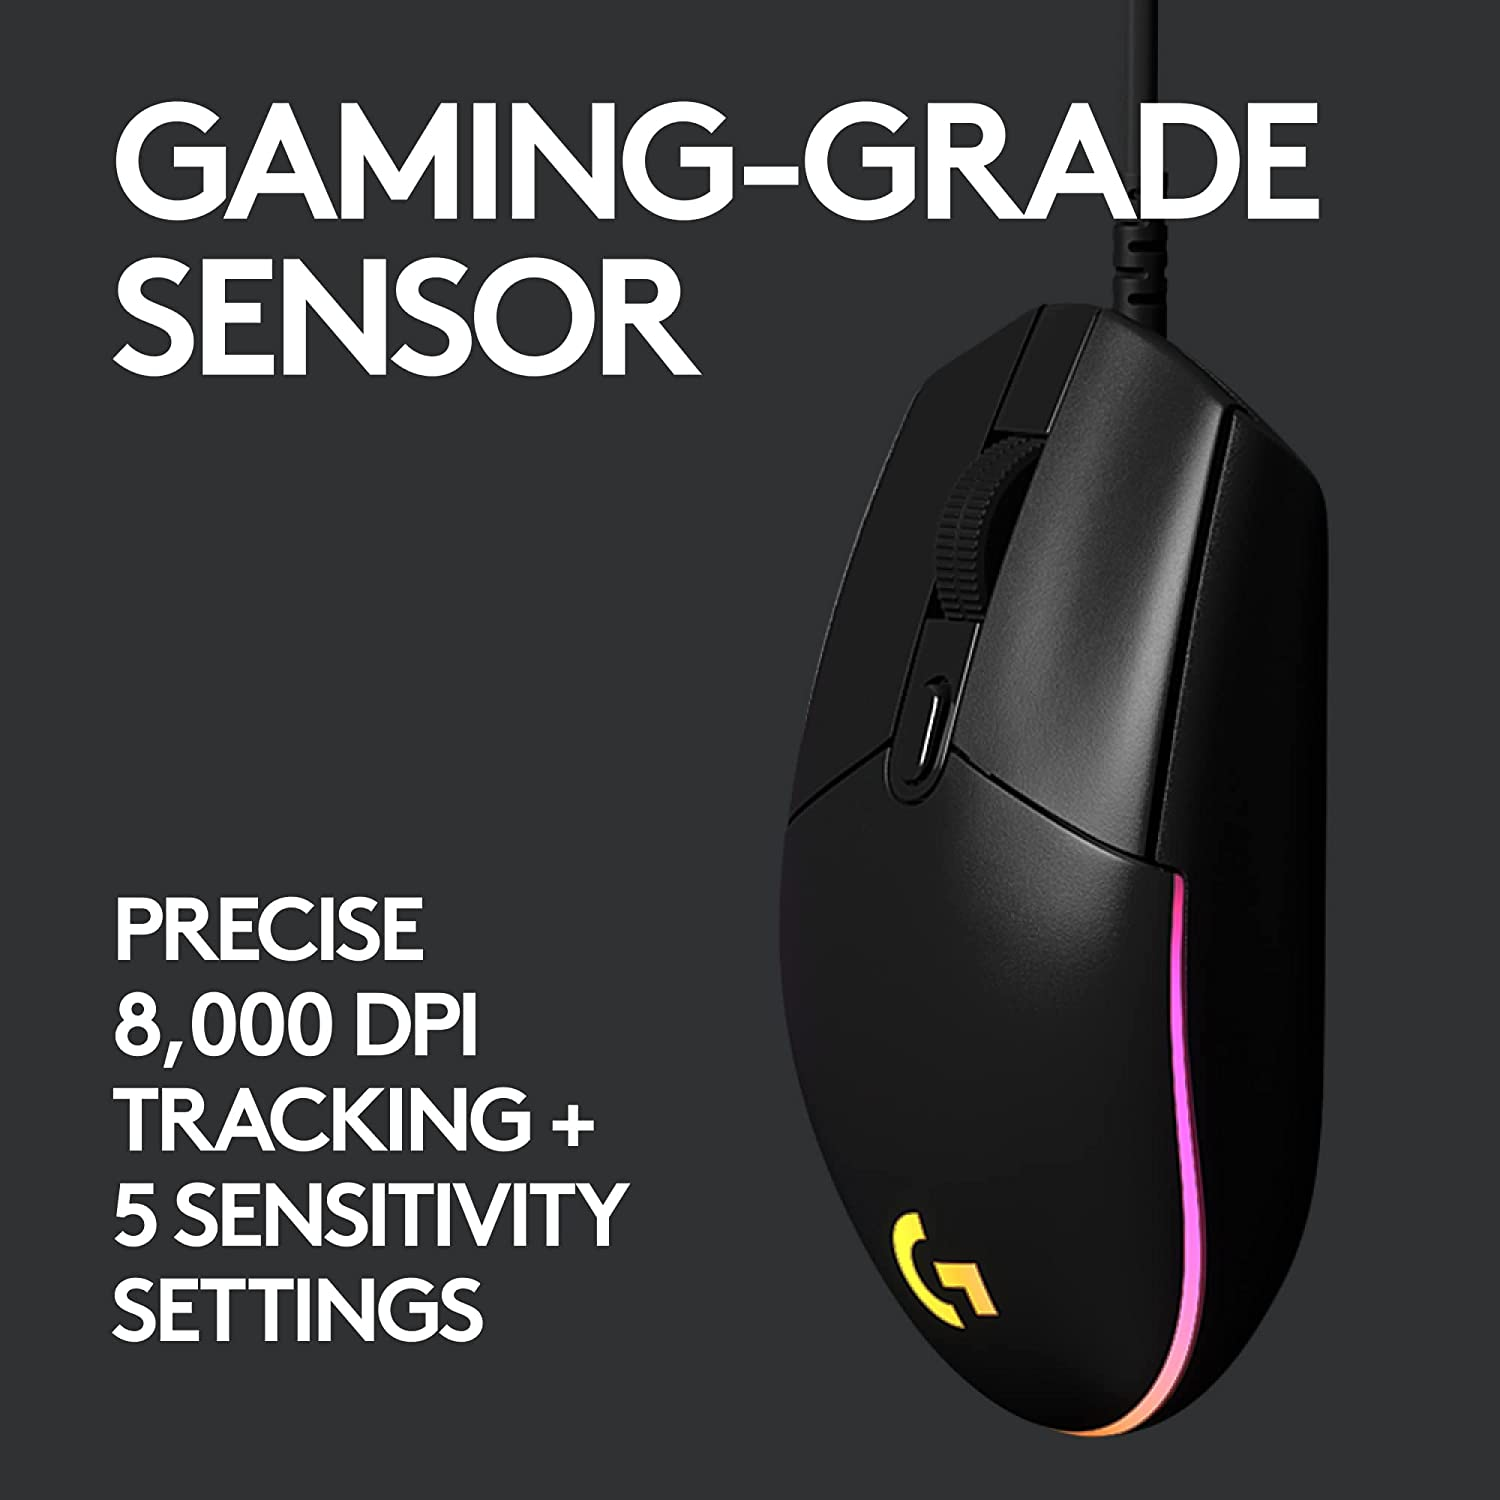 GAMING-GRADE
SENSOR
PRECISE
8,000 DPI
TRACKING +
5 SENSITIVITY
SETTINGS